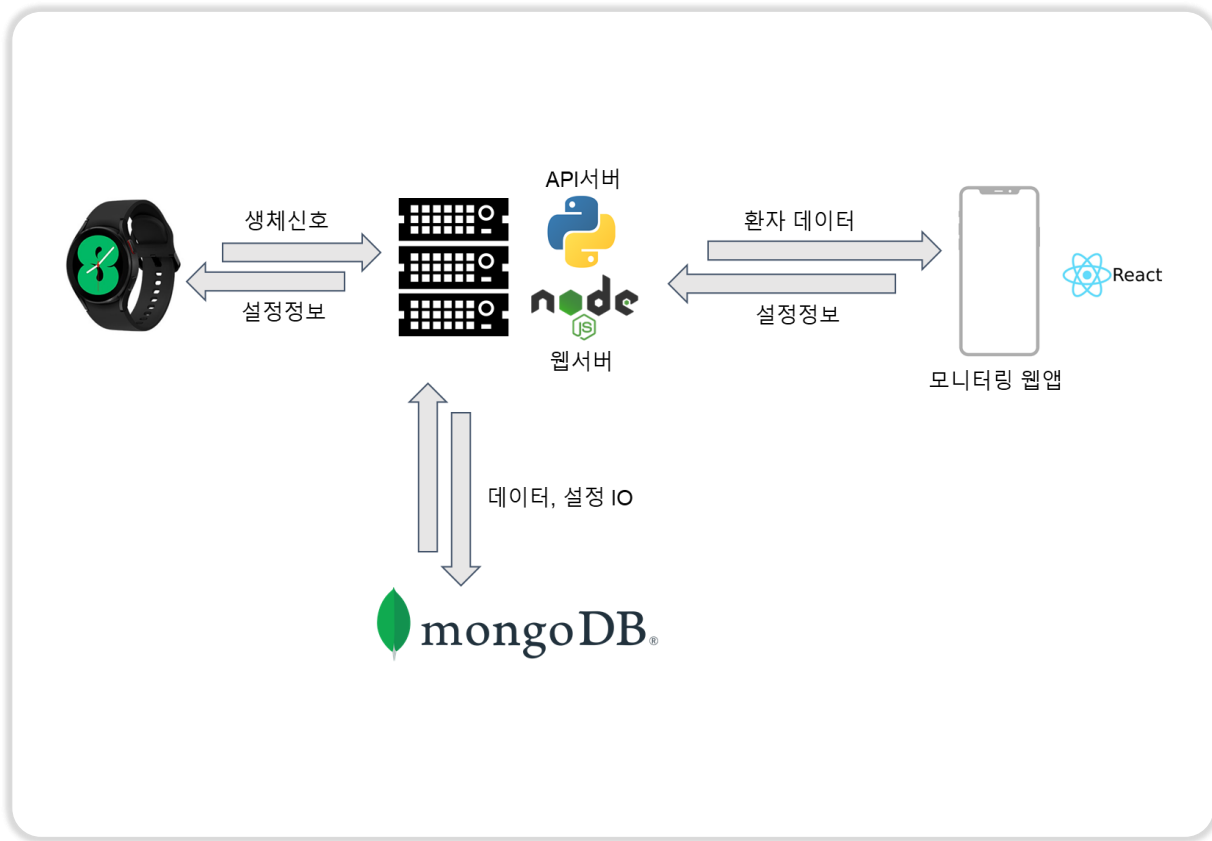 API서버
생체신호
환자 데이터
node
JS
React
설정정보
설정정보
웹서버
모니터링 웹앱
데이터, 설정 IO
mongoDB®